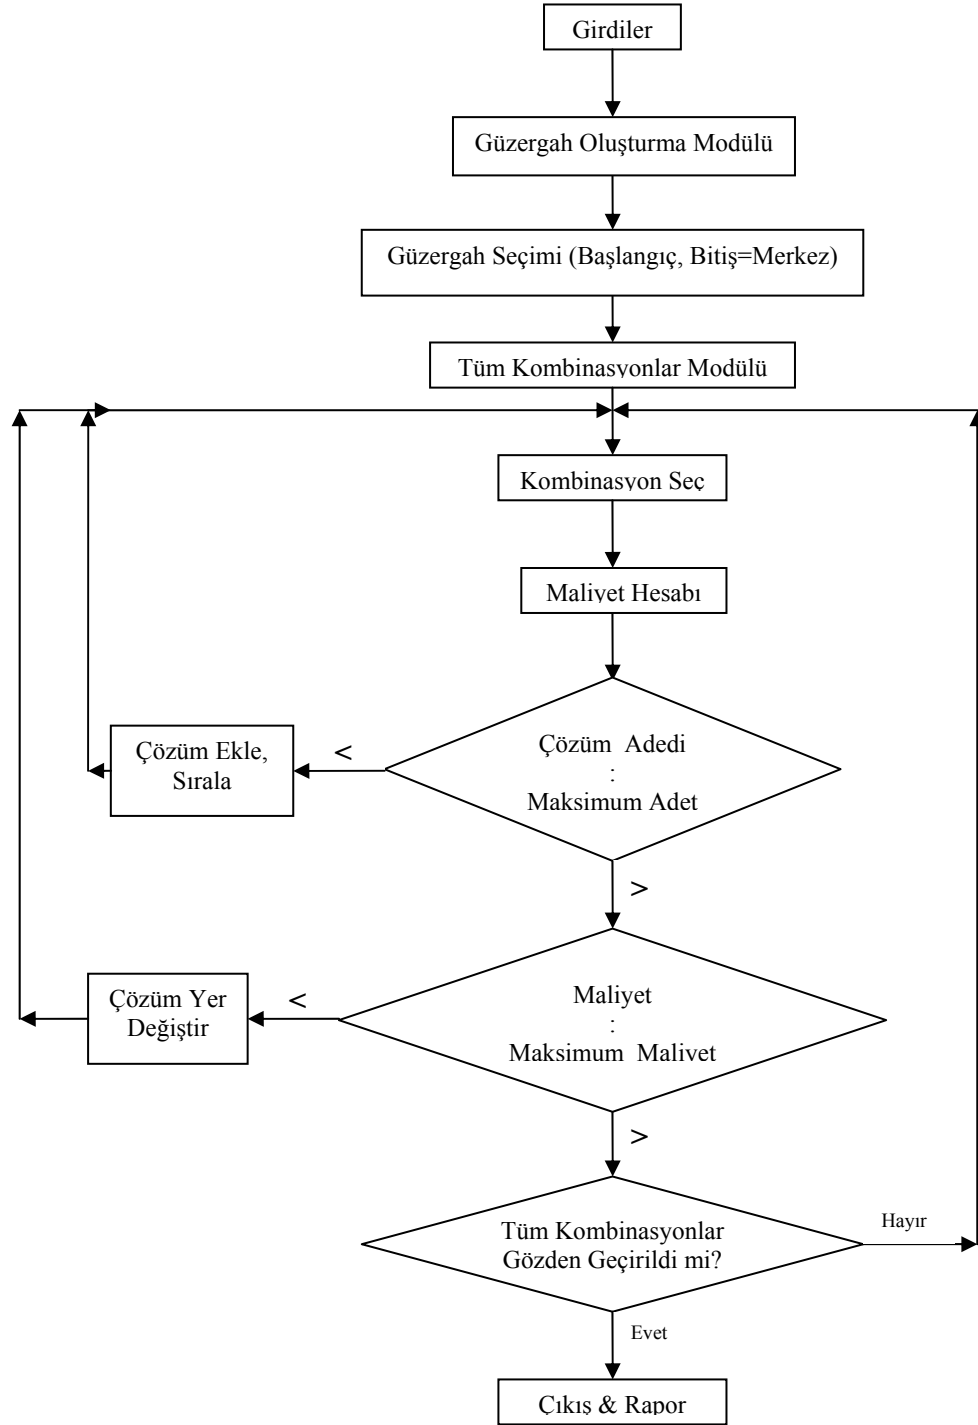 Girdiler
Güzergah Oluşturma Modülü
Güzergah Seçimi (Başlangıç, Bitiş=Merkez)
Tüm Kombinasyonlar Modülü
Kombinasyon Seç
Maliyet Hesabı
Çözüm Adedi
:
Maksimum Adet
<
Çözüm Ekle,
Sırala
>
Maliyet
:
Maksimum Maliyet
<
Çözüm Yer
Değiştir
>
Tüm Kombinasyonlar
Gözden Geçirildi mi?
Hayır
Evet
Çıkış & Rapor